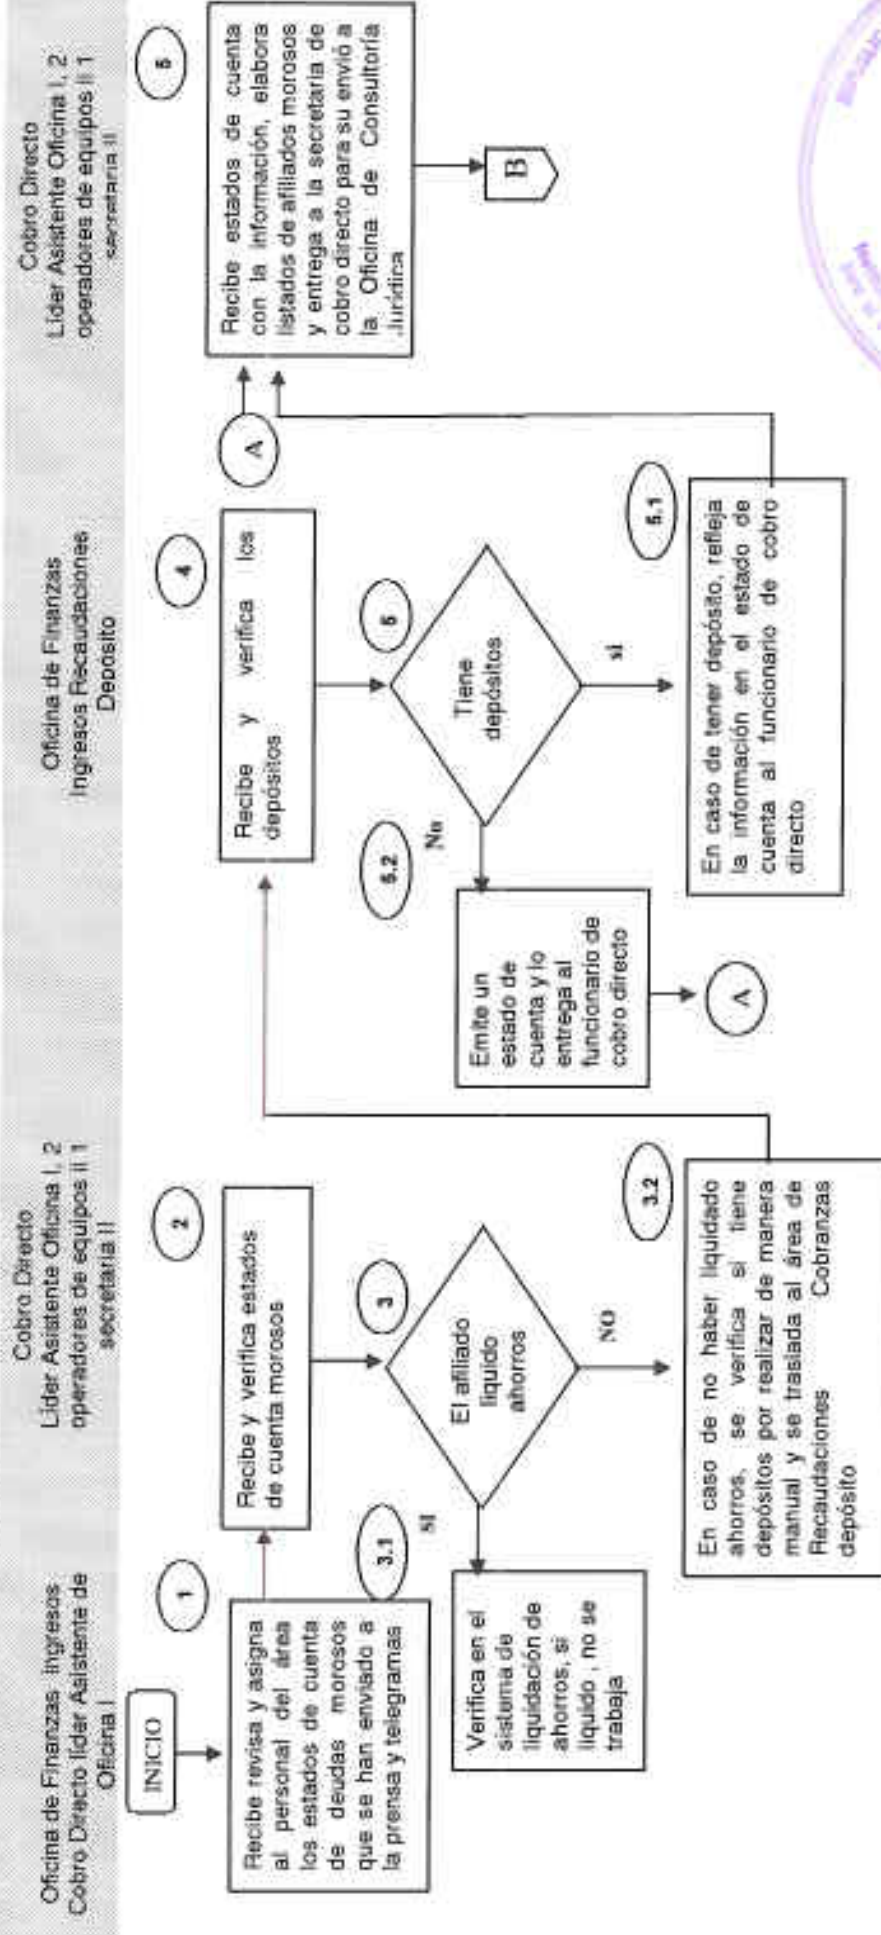 Oficina de Finanzas Ingresos
Cobro Directo líder Asistente de
Oficina I
Cobro Directo
Líder Asistente Oficina I, 2
operadores de equipos II 1
secretaria II
Oficina de Finanzas
Ingresos Recaudaciones
Depósito
Cobro Directo
Líder Asistente Oficina I, 2
operadores de equipos II 1
secretaria II
INICIO
1
Recibe revisa y asigna
al personal del área
los estados de cuenta
de deudas morosos
que se han enviado a
la prensa y telegramas
2
Recibe y verifica estados
de cuenta morosos
3
El afiliado
liquido
ahorros
3.1
SI
Verifica en el
sistema de
liquidación de
ahorros, si
liquido , no se
trabaja
NO
3.2
En caso de no haber liquidado
ahorros, se verifica si tiene
depósitos por realizar de manera
manual y se traslada al área de
Recaudaciones Cobranzas
depósito
4
Recibe y verifica los
depósitos
5
Tiene
depósitos
5.2
No
Emite un
estado de
cuenta y lo
entrega al
funcionario de
cobro directo
A
si
5.1
En caso de tener depósito, refleja
la información en el estado de
cuenta al funcionario de cobro
directo
A
5
Recibe estados de cuenta
con la información, elabora
listados de afiliados morosos
y entrega a la secretaria de
cobro directo para su envió a
la Oficina de Consultoría
Jurídica
B